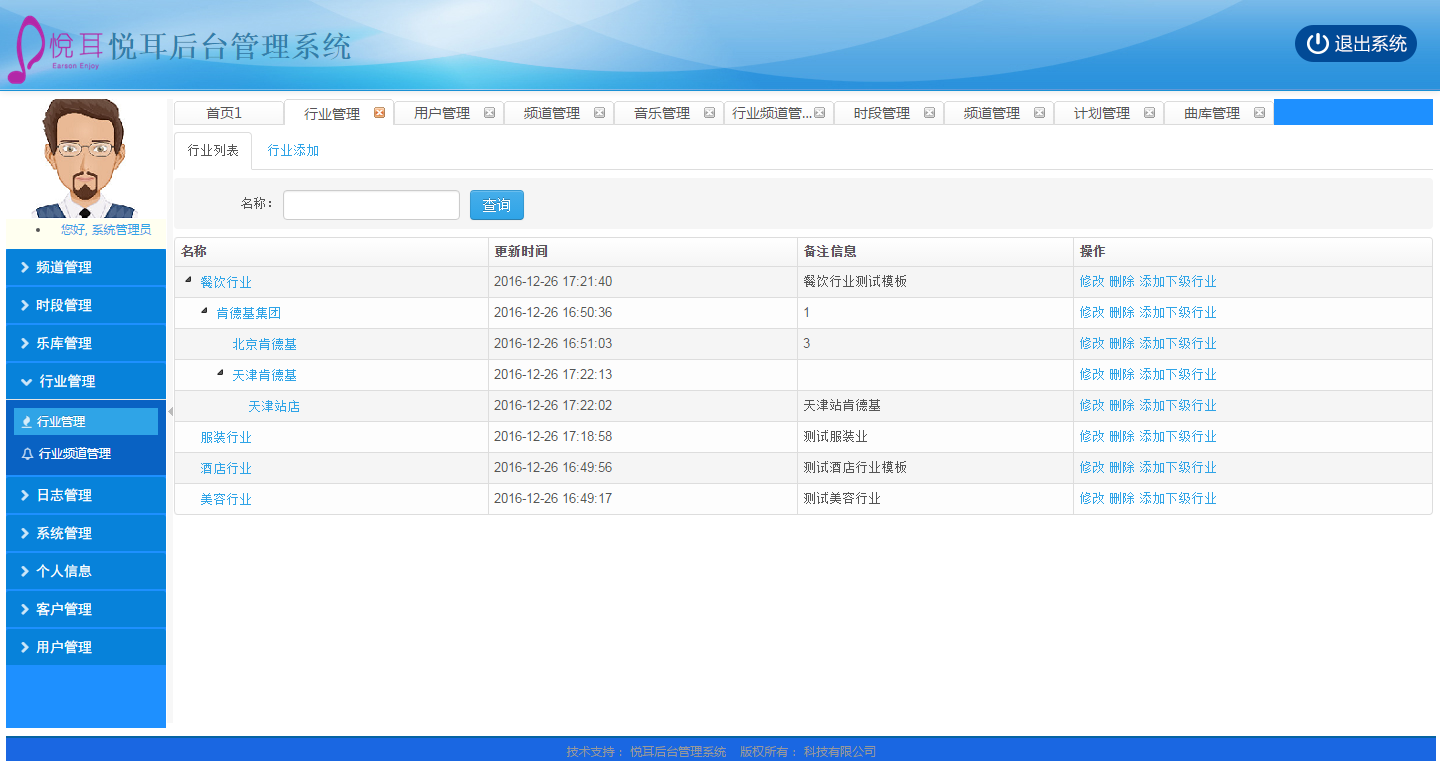 悦耳 悦耳后台管理系统
Earson Enjoy
退出系统
首页1 行业管理 用户管理 频道管理 音乐管理 行业频道管... 时段管理 频道管理 计划管理 曲库管理
行业列表 行业添加
名称： 查询
您好, 系统管理员
频道管理
时段管理
乐库管理
行业管理
行业管理
行业频道管理
日志管理
系统管理
个人信息
客户管理
用户管理
名称 更新时间 备注信息 操作
餐饮行业 2016-12-26 17:21:40 餐饮行业测试模板 修改 删除 添加下级行业
肯德基集团 2016-12-26 16:50:36 1 修改 删除 添加下级行业
北京肯德基 2016-12-26 16:51:03 3 修改 删除 添加下级行业
天津肯德基 2016-12-26 17:22:13 修改 删除 添加下级行业
天津站店 2016-12-26 17:22:02 天津站肯德基 修改 删除 添加下级行业
服装行业 2016-12-26 17:18:58 测试服装业 修改 删除 添加下级行业
酒店行业 2016-12-26 16:49:56 测试酒店行业模板 修改 删除 添加下级行业
美容行业 2016-12-26 16:49:17 测试美容行业 修改 删除 添加下级行业
技术支持： 悦耳后台管理系统 版权所有： 科技有限公司